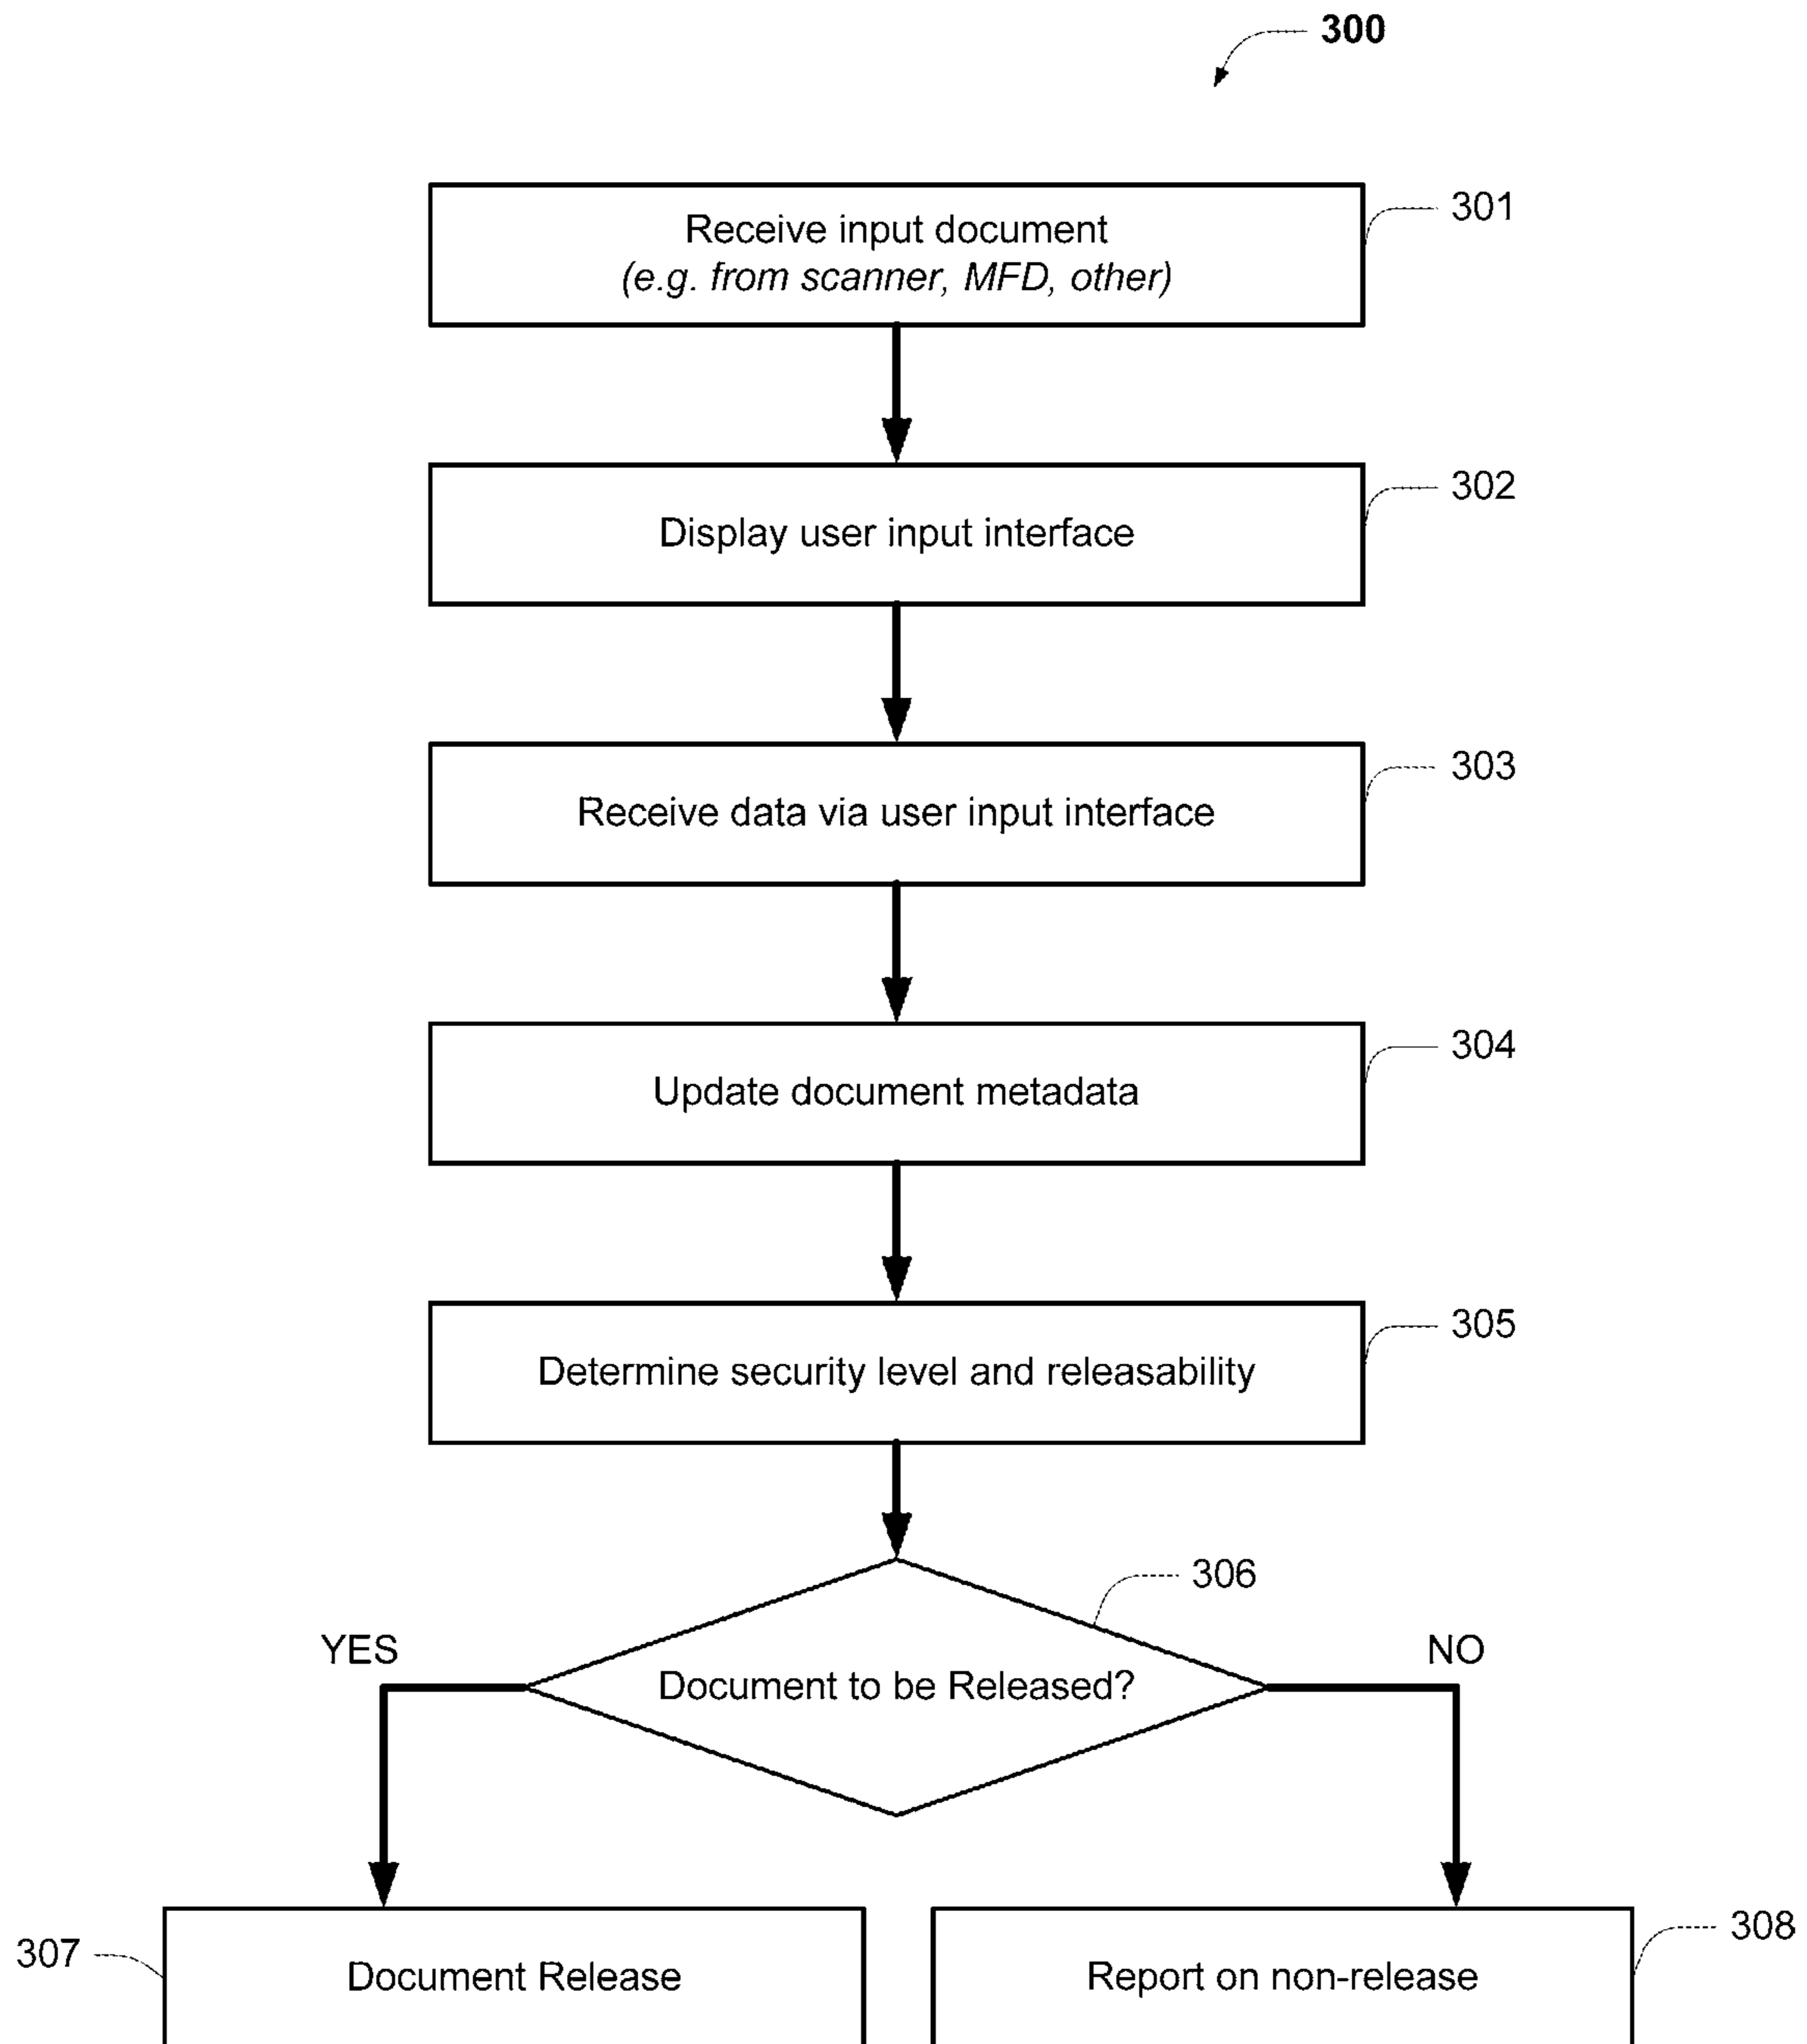 300
Receive input document
(e.g. from scanner, MFD, other)
301
Display user input interface
302
Receive data via user input interface
303
Update document metadata
304
Determine security level and releasability
305
306
YES
Document to be Released?
NO
307
Document Release
Report on non-release
308